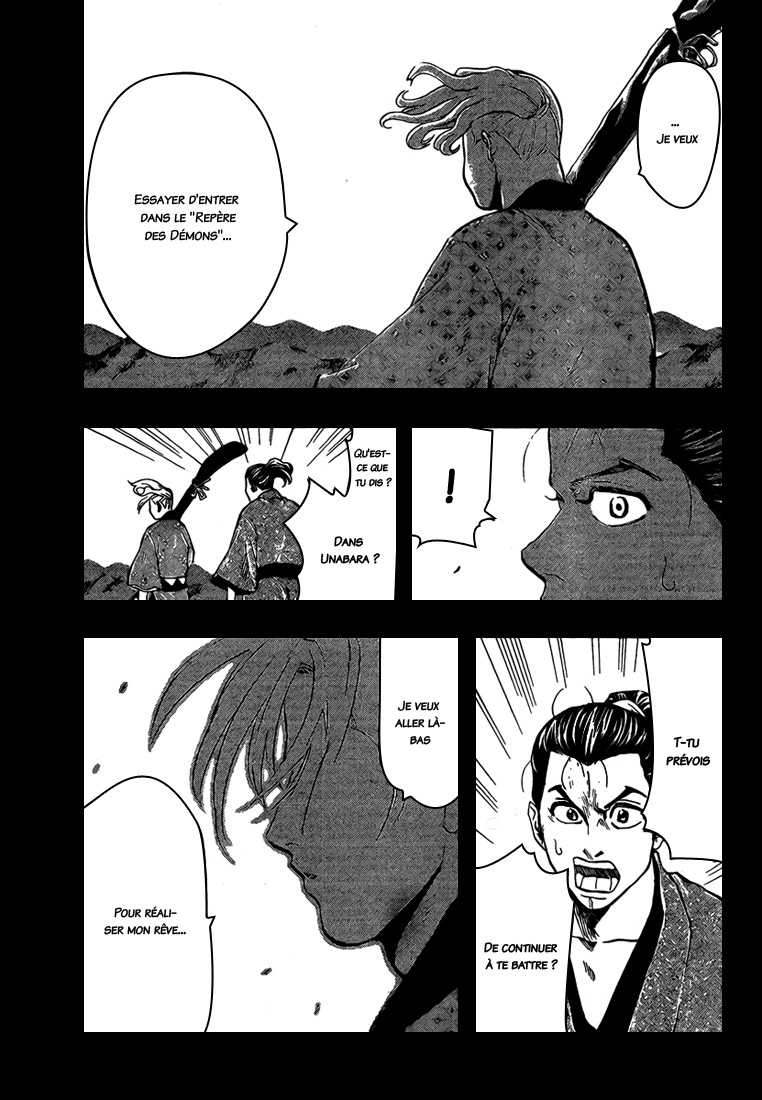 ...
Je veux
Essayer d'entrer
dans le "Repère
des Démons"...
!
Qu'est-
ce que
tu dis ?
Dans
Unabara ?
T-tu
prévois
De continuer
à te battre ?
Je veux
aller là-
bas
Pour réali-
ser mon rêve...